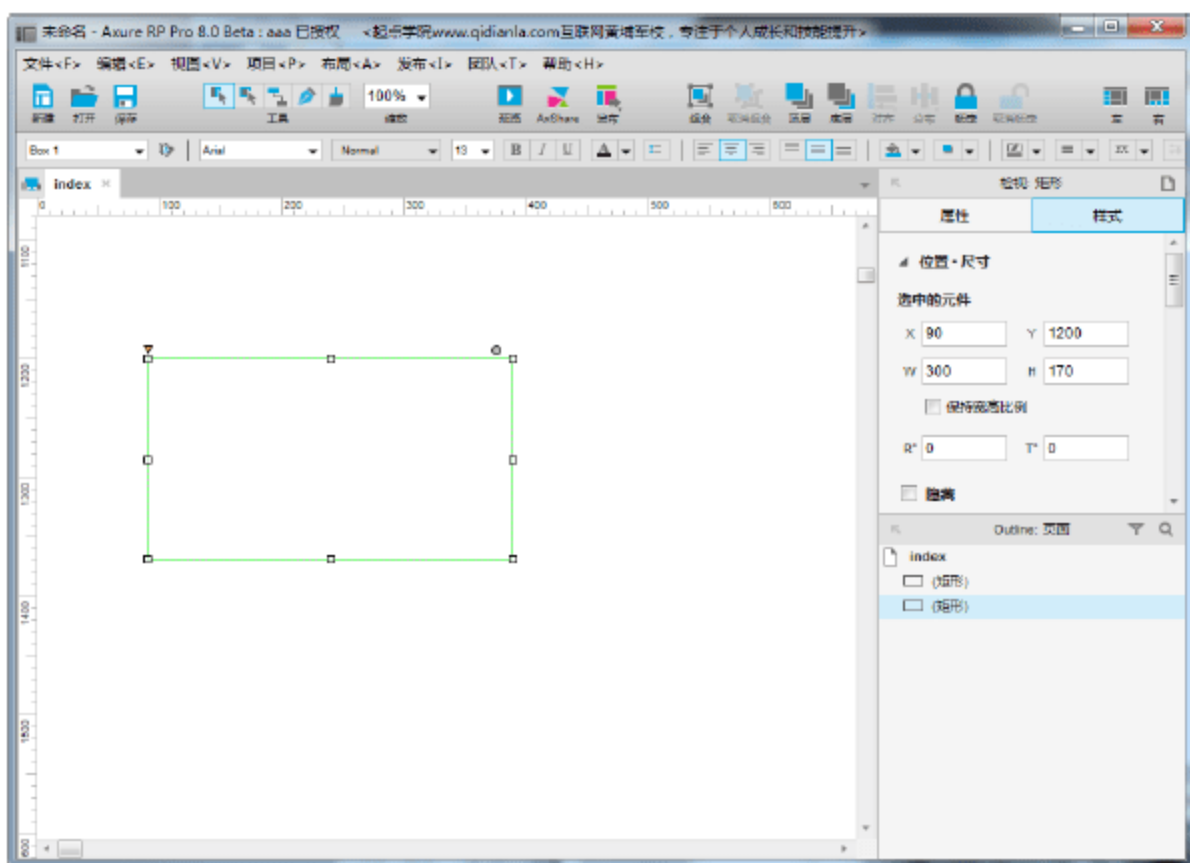 未命名 - Axure RP Pro 8.0 Beta : aaa 已授权 <起点学院www.qidianla.com互联网黄埔军校，专注于个人成长和技能提升>
文件<F> 编辑<E> 视图<V> 项目<P> 布局<A> 发布<I> 团队<T> 帮助<H>
100%
新建 打开 保存 工具 缩放 预览 AxShare 发布 组合 取消组合 顶层 底层 对齐 分布 锁定 取消锁定 左 右
Box 1 Arial Normal 13 B I U A
index
检视: 矩形
0 100 200 300 400 500 600
属性 样式
1100
位置·尺寸
选中的元件
X 90 Y 1200
1200
W 300 H 170
保持宽高比例
R° 0 T° 0
1300
隐藏
Outline: 页面
index
(矩形)
(矩形)
1400
1500
600